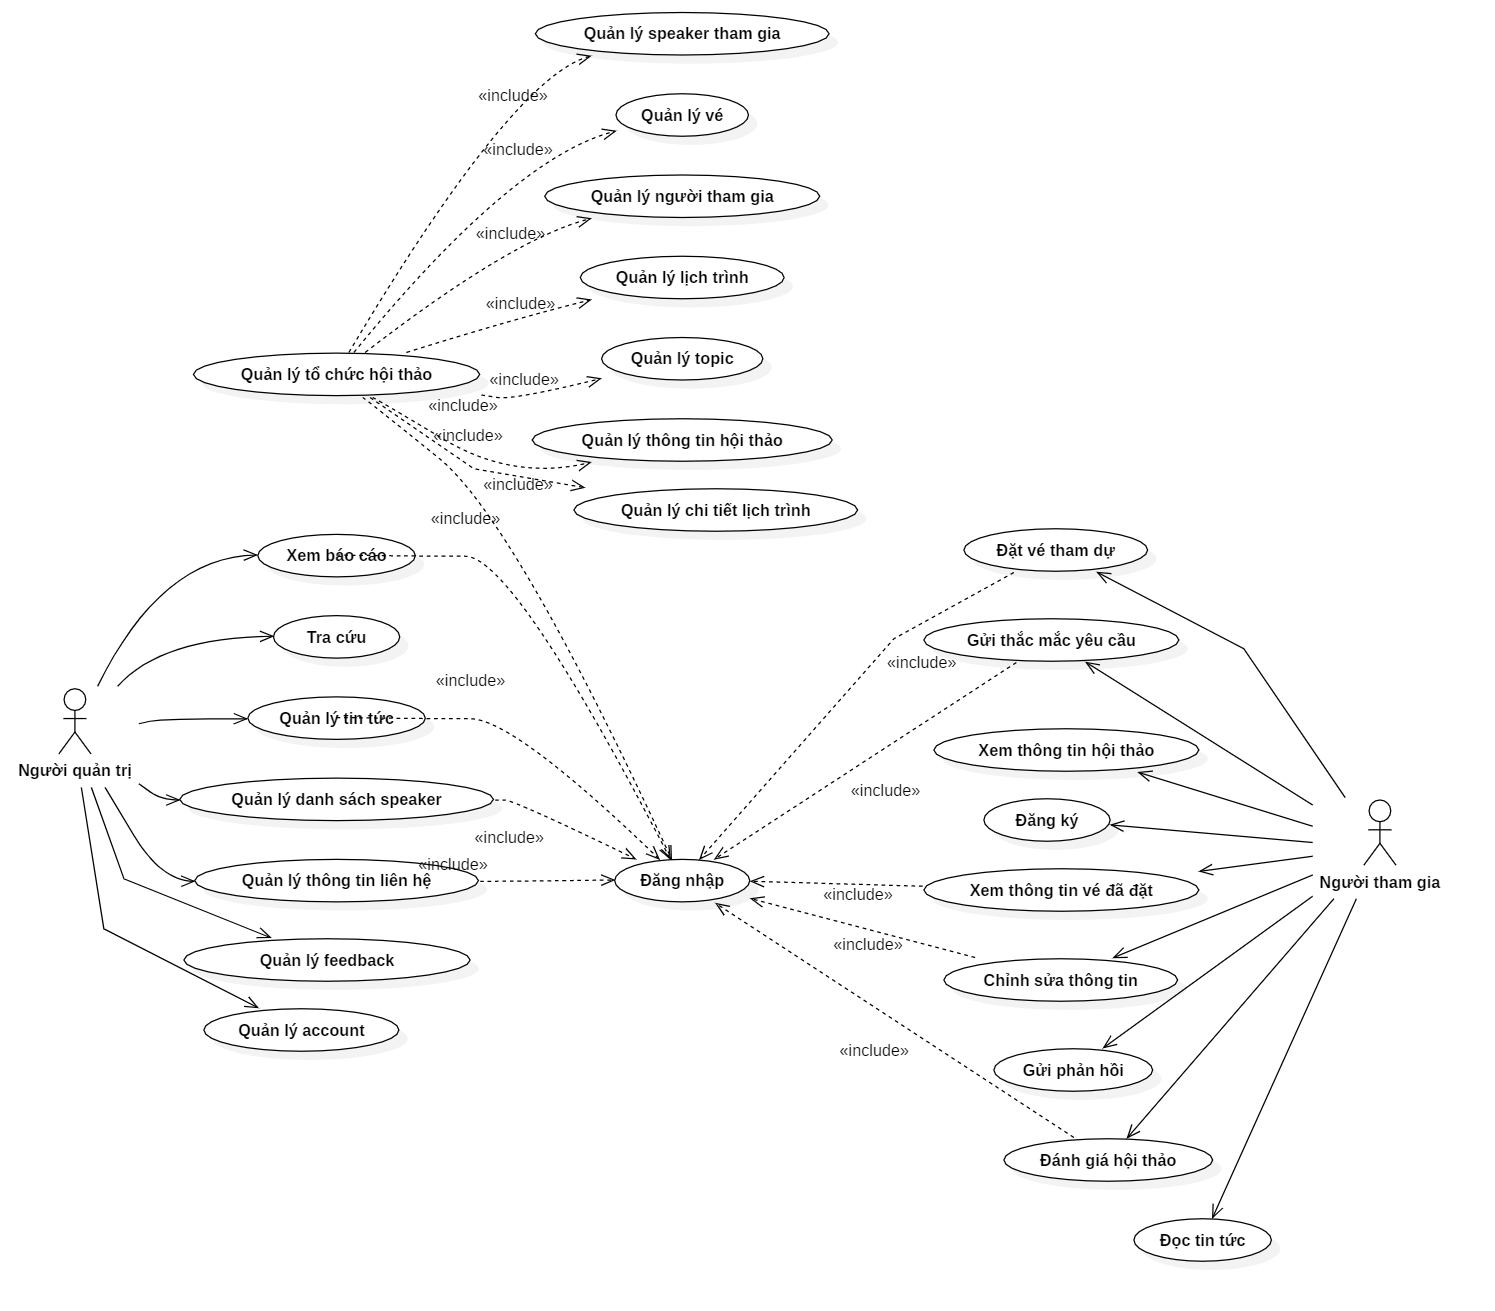 Quản lý speaker tham gia
«include»
Quản lý vé
«include»
Quản lý người tham gia
«include»
Quản lý lịch trình
«include»
Quản lý topic
Quản lý tổ chức hội thảo
«include»
«include»
«include»
Quản lý thông tin hội thảo
«include»
Quản lý chi tiết lịch trình
«include»
Xem báo cáo
Tra cứu
«include»
Quản lý tin tức
Người quản trị
Quản lý danh sách speaker
«include»
«include»
Quản lý thông tin liên hệ
Quản lý feedback
Quản lý account
Đăng nhập
Đặt vé tham dự
Gửi thắc mắc yêu cầu
«include»
Xem thông tin hội thảo
«include»
Đăng ký
Người tham gia
Xem thông tin vé đã đặt
«include»
«include»
Chỉnh sửa thông tin
«include»
Gửi phản hồi
Đánh giá hội thảo
Đọc tin tức